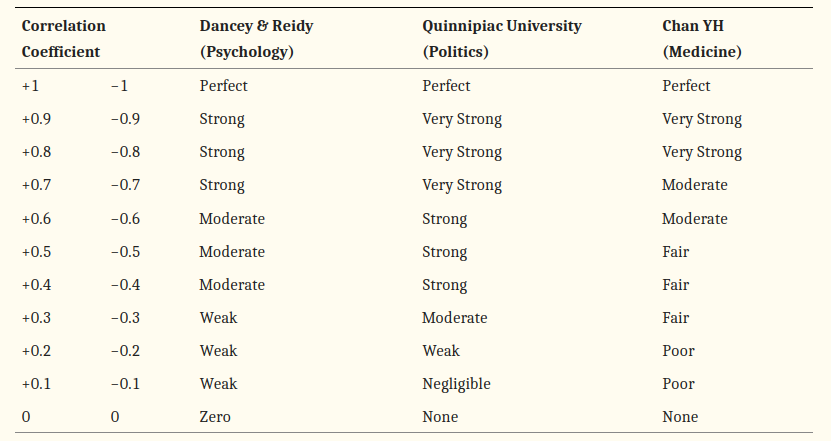 Correlation Coefficient Dancey & Reidy (Psychology) Quinnipiac University (Politics) Chan YH (Medicine)
+1 −1 Perfect Perfect Perfect
+0.9 −0.9 Strong Very Strong Very Strong
+0.8 −0.8 Strong Very Strong Very Strong
+0.7 −0.7 Strong Very Strong Moderate
+0.6 −0.6 Moderate Strong Moderate
+0.5 −0.5 Moderate Strong Fair
+0.4 −0.4 Moderate Strong Fair
+0.3 −0.3 Weak Moderate Fair
+0.2 −0.2 Weak Weak Poor
+0.1 −0.1 Weak Negligible Poor
0 0 Zero None None